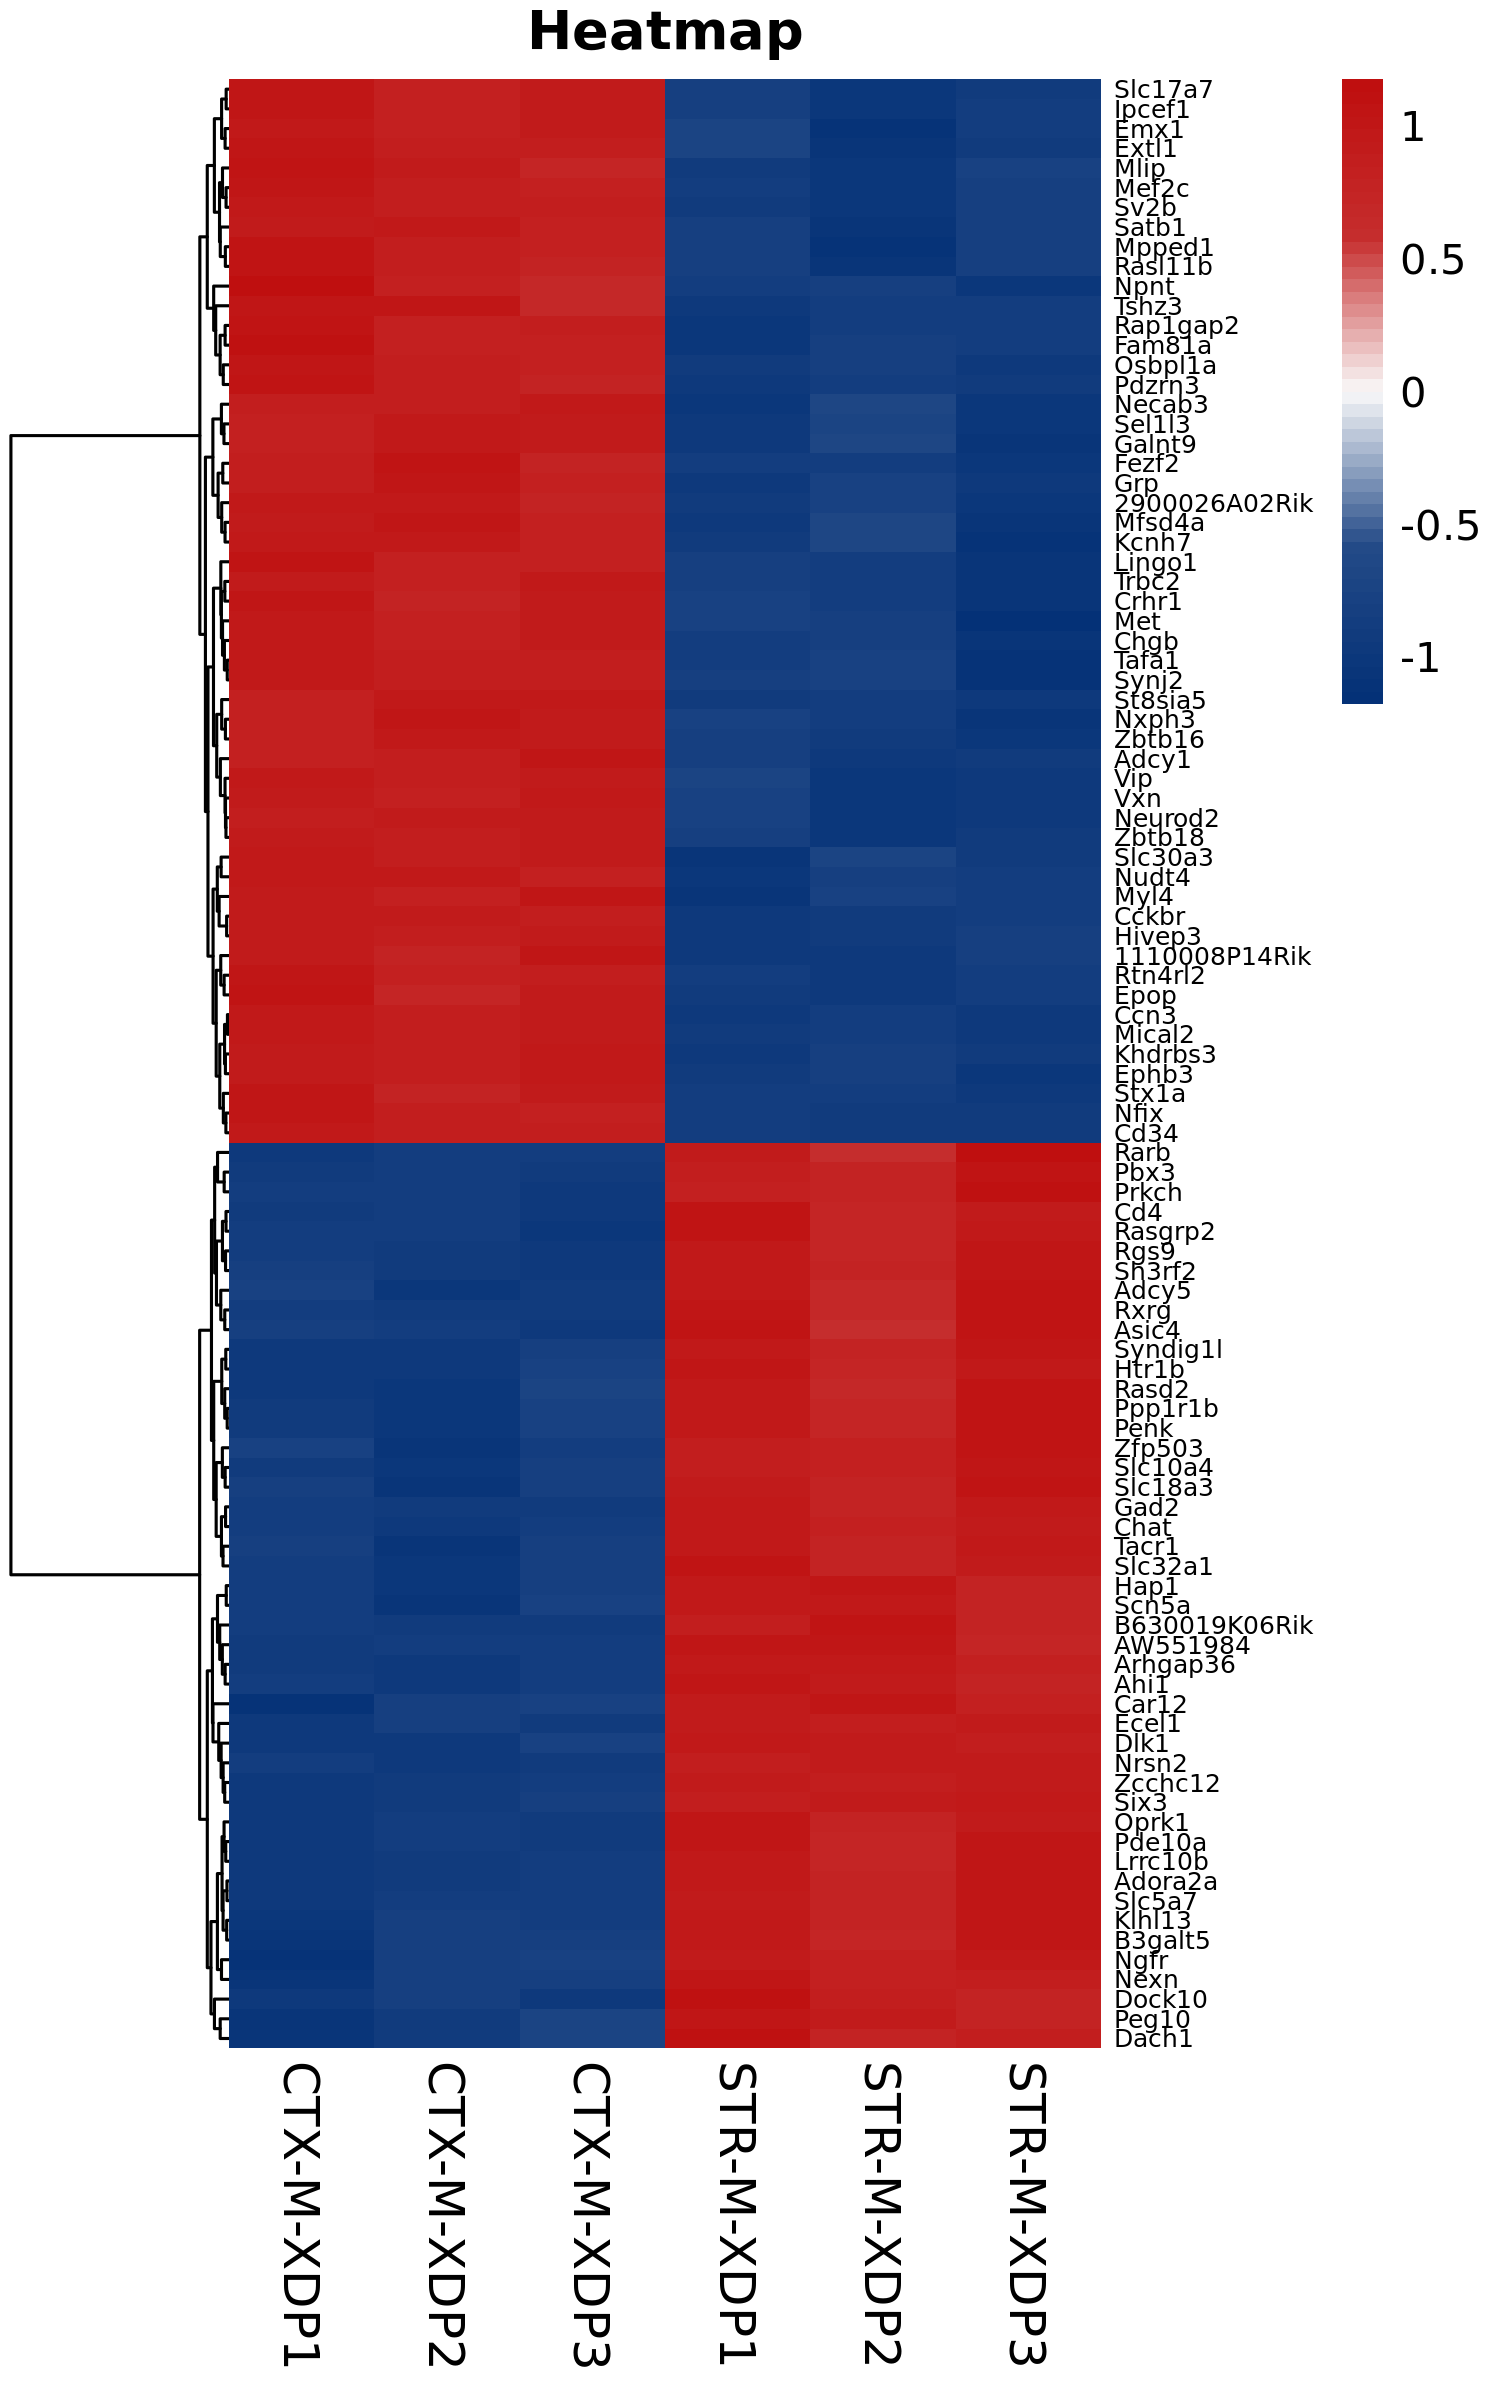 Heatmap
Slc17a7
Ipcef1
Emx1
Extl1
Mlip
Mef2c
Sv2b
Satb1
Mpped1
Rasl11b
Npnt
Tshz3
Rap1gap2
Fam81a
Osbpl1a
Pdzrn3
Necab3
Sel1l3
Galnt9
Fezf2
Grp
2900026A02Rik
Mfsd4a
Kcnh7
Lingo1
Trbc2
Crhr1
Met
Chgb
Tafa1
Synj2
St8sia5
Nxph3
Zbtb16
Adcy1
Vip
Vxn
Neurod2
Zbtb18
Slc30a3
Nudt4
Myl4
Cckbr
Hivep3
1110008P14Rik
Rtn4rl2
Epop
Ccn3
Mical2
Khdrbs3
Ephb3
Stx1a
Nfix
Cd34
Rarb
Pbx3
Prkch
Cd4
Rasgrp2
Rgs9
Sh3rf2
Adcy5
Rxrg
Asic4
Syndig1l
Htr1b
Rasd2
Ppp1r1b
Penk
Zfp503
Slc10a4
Slc18a3
Gad2
Chat
Tacr1
Slc32a1
Hap1
Scn5a
B630019K06Rik
AW551984
Arhgap36
Ahi1
Car12
Ecel1
Dlk1
Nrsn2
Zcchc12
Six3
Oprk1
Pde10a
Lrrc10b
Adora2a
Slc5a7
Klhl13
B3galt5
Ngfr
Nexn
Dock10
Peg10
Dach1
1
0.5
0
-0.5
-1
CTX-M-XDP1
CTX-M-XDP2
CTX-M-XDP3
STR-M-XDP1
STR-M-XDP2
STR-M-XDP3